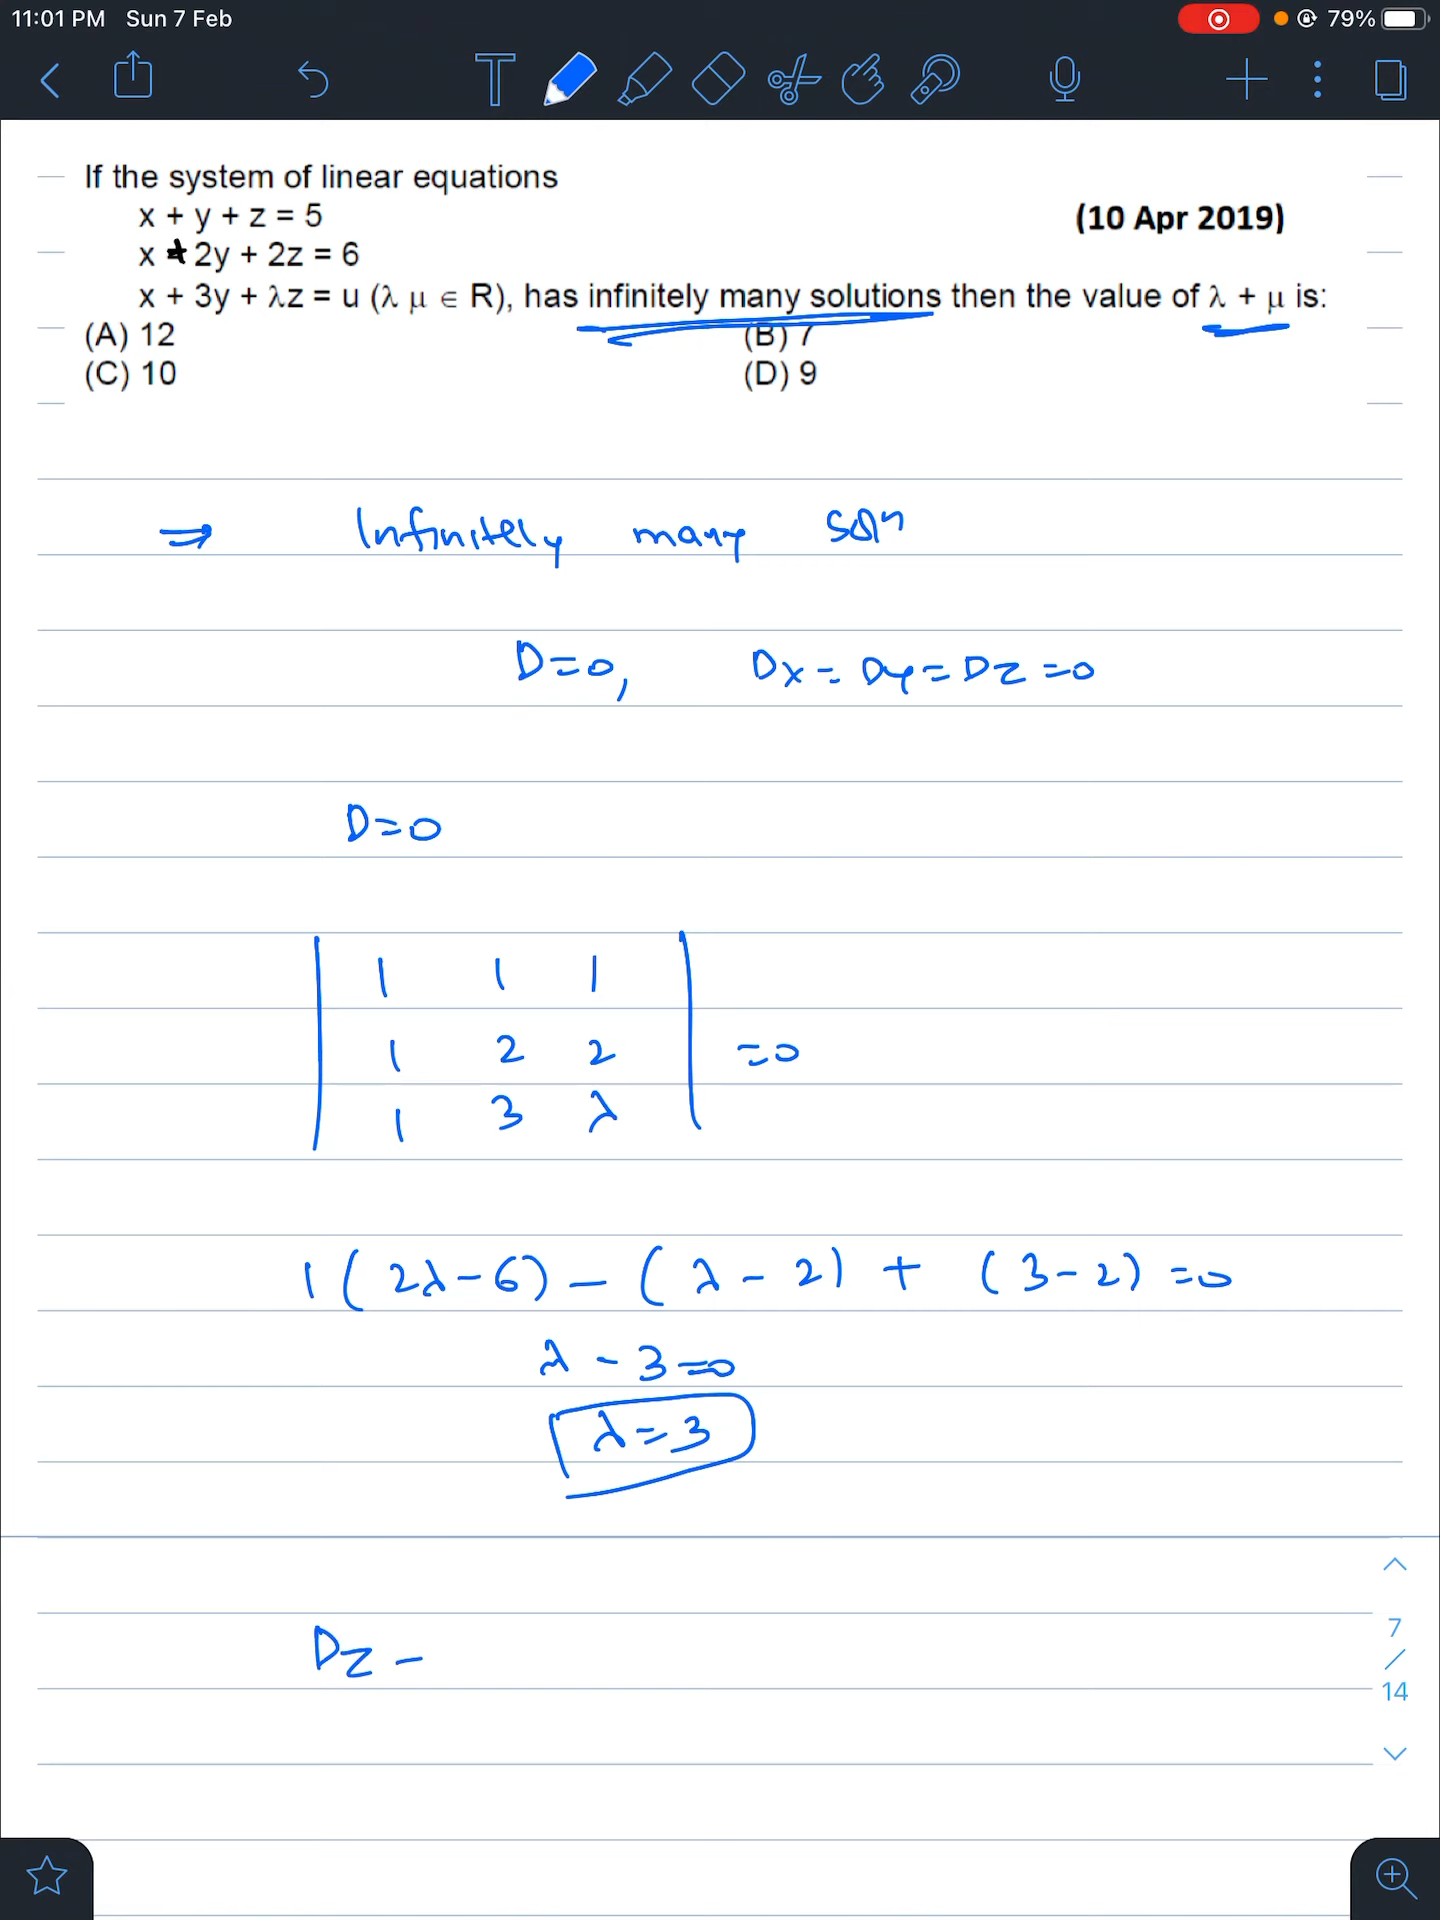 11:01 PM Sun 7 Feb 79%
If the system of linear equations
x + y + z = 5
(10 Apr 2019)
x + 2y + 2z = 6
x + 3y + λz = u (λ μ ∈ R), has infinitely many solutions then the value of λ + μ is:
(A) 12 (B) 7
(C) 10 (D) 9
⇒ Infinitely many solⁿ
D=0, Dx = Dy = Dz = 0
D=0
1 1 1
1 2 2 =0
1 3 λ
1(2λ-6) - (λ - 2) + (3-2) =0
λ - 3 =0
λ=3
Dz -
7
/
14